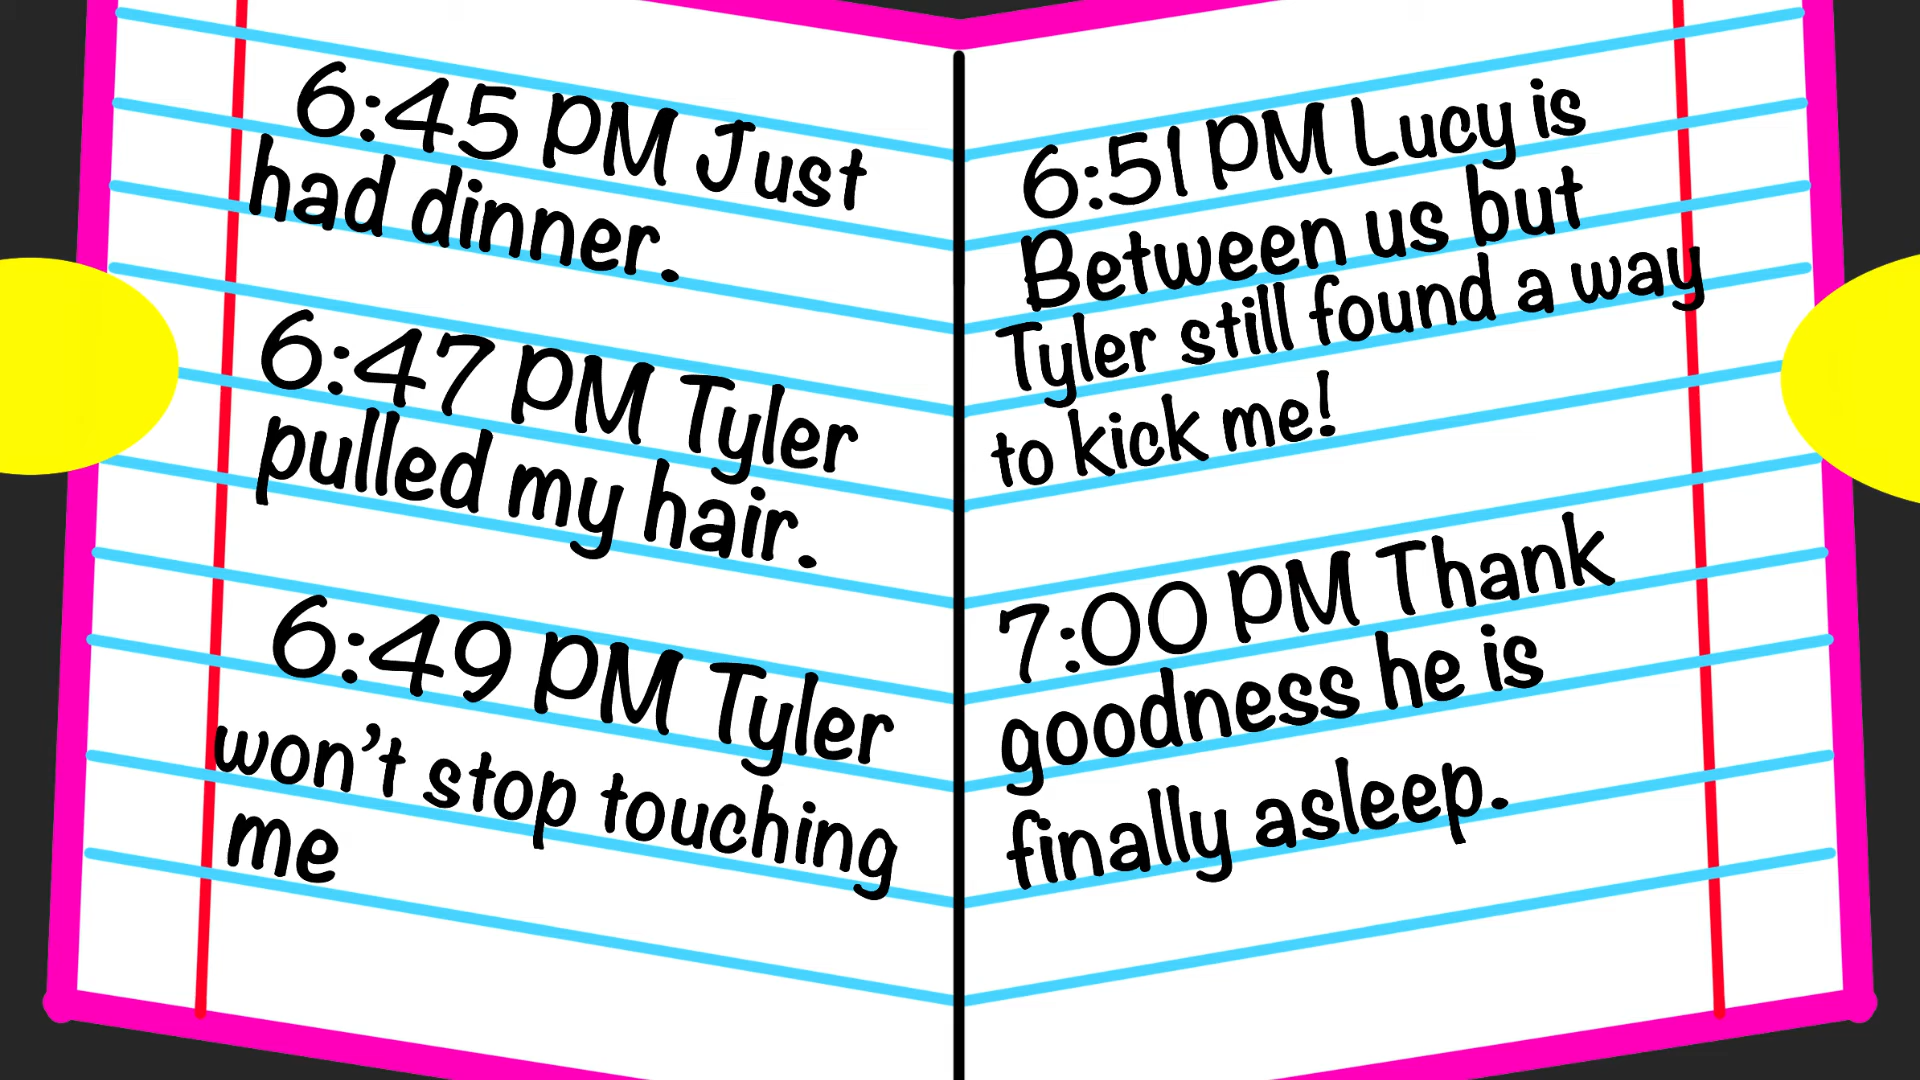 6:45 PM Just
had dinner.
6:47 PM Tyler
pulled my hair.
6:49 PM Tyler
won't stop touching
me
6:51 PM Lucy is
Between us but
Tyler still found a way
to kick me!
7:00 PM Thank
goodness he is
finally asleep.